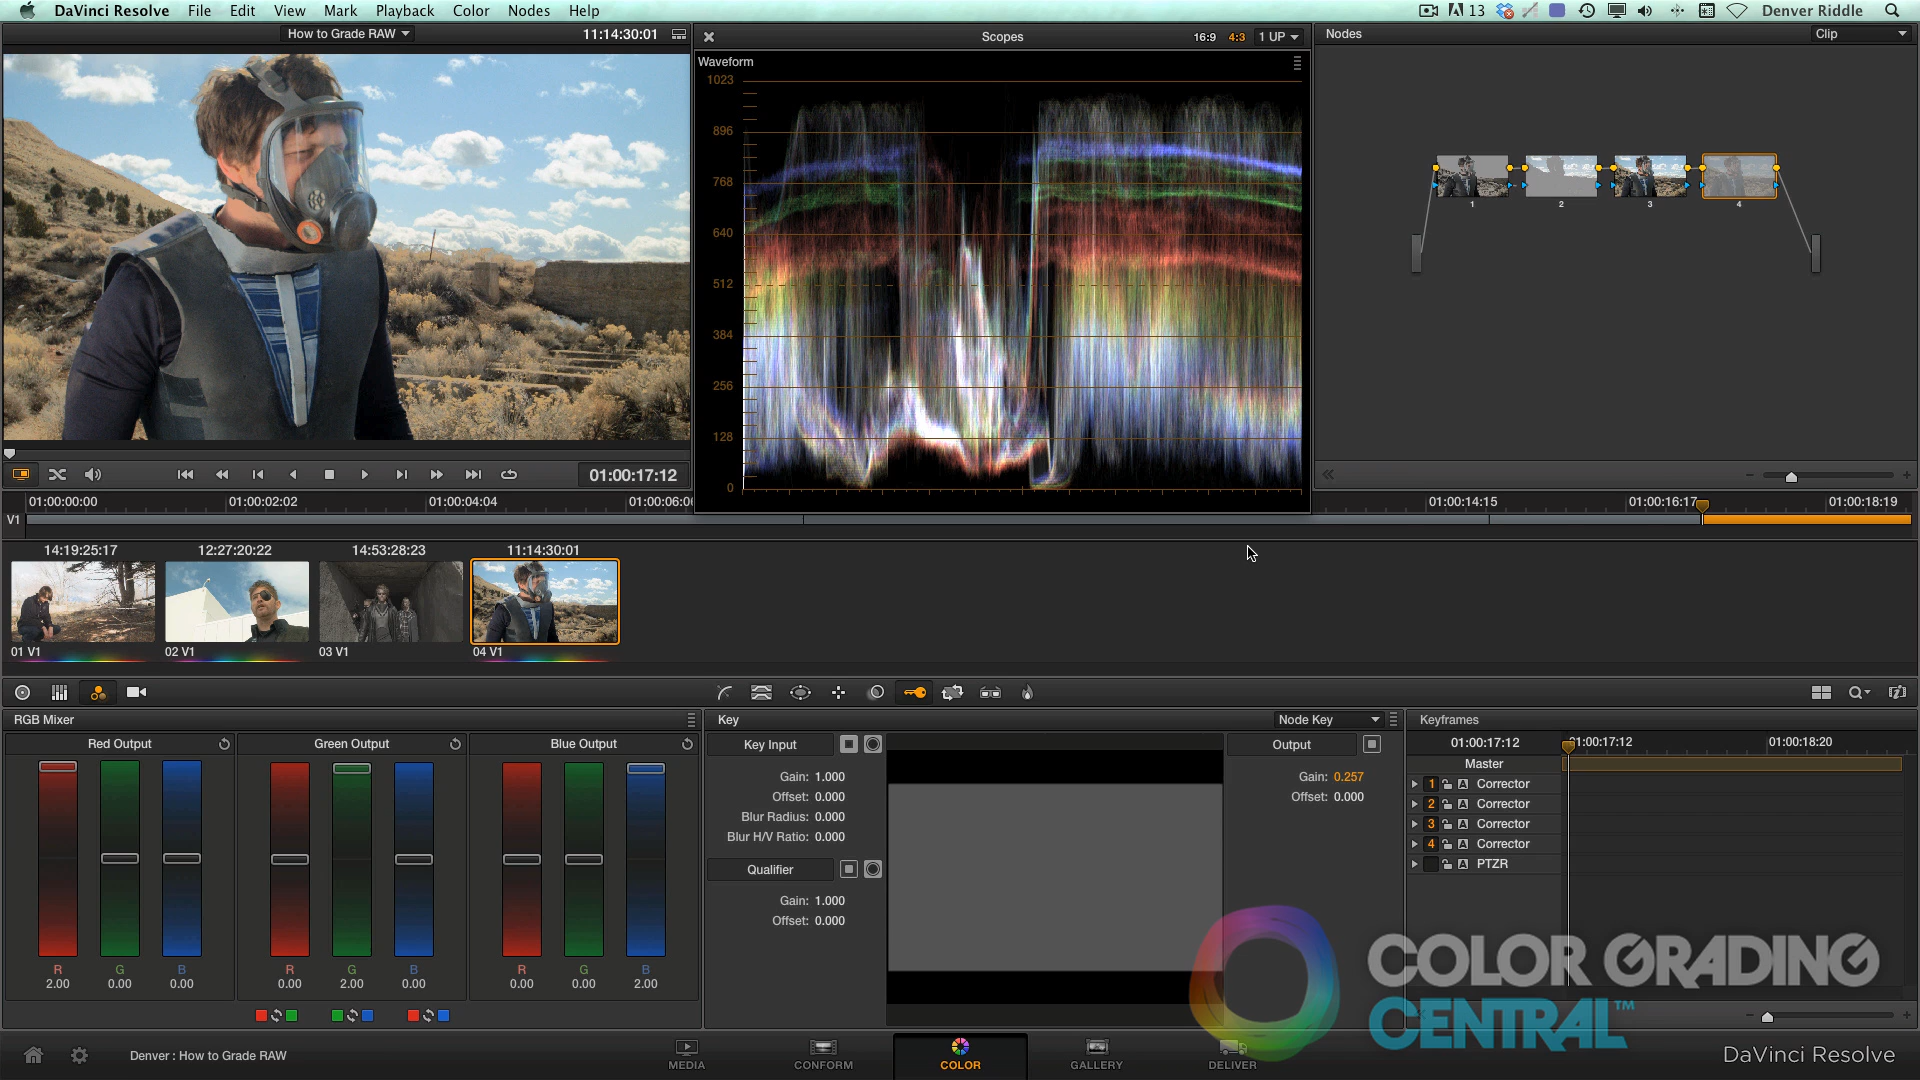 DaVinci Resolve File Edit View Mark Playback Color Nodes Help
13 Denver Riddle
How to Grade RAW 11:14:30:01
Scopes 16:9 4:3 1 UP
Nodes Clip
Waveform
1023
896
768
640
512
384
256
128
0
1 2 3 4
01:00:17:12
01:00:00:00 01:00:02:02 01:00:04:04 01:00:06:0
01:00:14:15 01:00:16:17 01:00:18:19
V1
14:19:25:17 12:27:20:22 14:53:28:23 11:14:30:01
01 V1 02 V1 03 V1 04 V1
RGB Mixer
Red Output Green Output Blue Output
R G B R G B R G B
2.00 0.00 0.00 0.00 2.00 0.00 0.00 0.00 2.00
Key Node Key
Key Input
Gain: 1.000
Offset: 0.000
Blur Radius: 0.000
Blur H/V Ratio: 0.000
Qualifier
Gain: 1.000
Offset: 0.000
Output
Gain: 0.257
Offset: 0.000
Keyframes
01:00:17:12 01:00:17:12 01:00:18:20
Master
1 A Corrector
2 A Corrector
3 A Corrector
4 A Corrector
A PTZR
COLOR GRADING
CENTRAL™
Denver : How to Grade RAW
MEDIA CONFORM COLOR GALLERY DELIVER
DaVinci Resolve